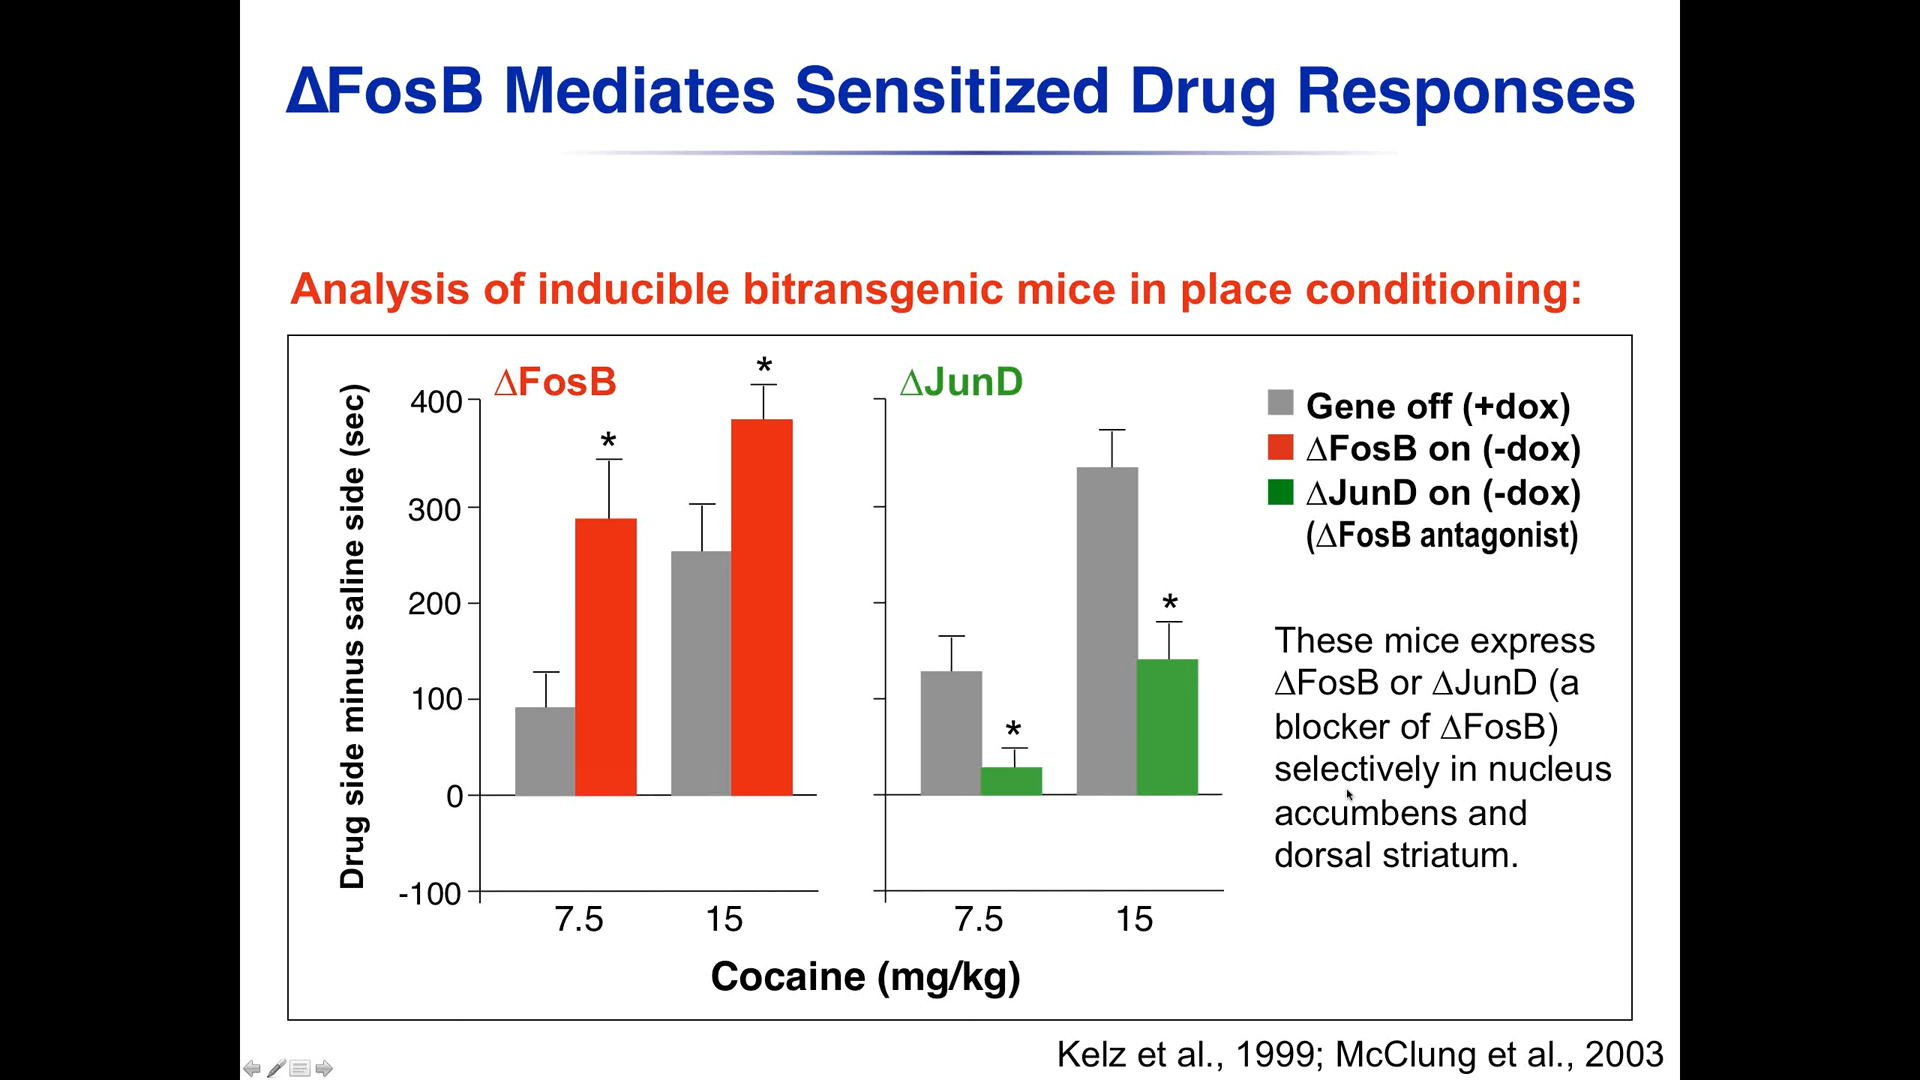 ΔFosB Mediates Sensitized Drug Responses
Analysis of inducible bitransgenic mice in place conditioning:
Drug side minus saline side (sec)
400
300
200
100
0
-100
ΔFosB
*
*
7.5
15
ΔJunD
*
*
7.5
15
Cocaine (mg/kg)
Gene off (+dox)
ΔFosB on (-dox)
ΔJunD on (-dox)
(ΔFosB antagonist)
These mice express
ΔFosB or ΔJunD (a
blocker of ΔFosB)
selectively in nucleus
accumbens and
dorsal striatum.
Kelz et al., 1999; McClung et al., 2003